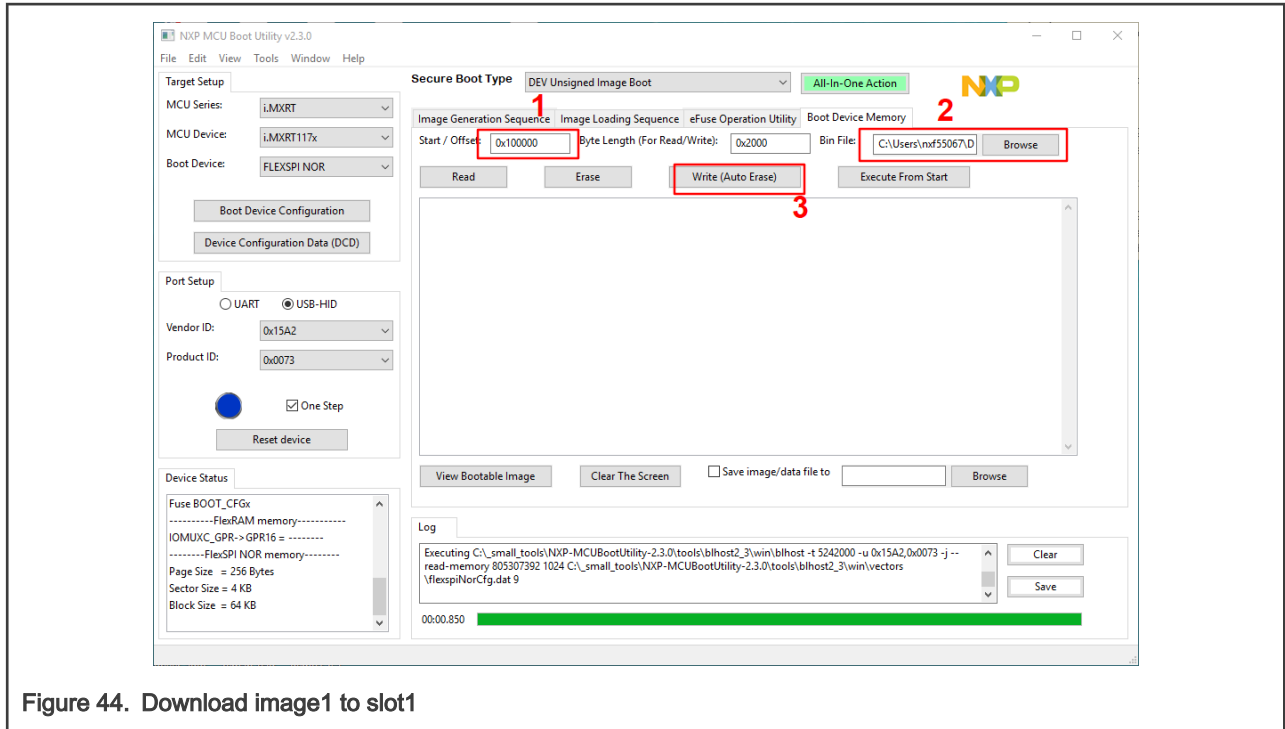 NXP MCU Boot Utility v2.3.0
File Edit View Tools Window Help
Target Setup
MCU Series: i.MXRT
MCU Device: i.MXRT117x
Boot Device: FLEXSPI NOR
Boot Device Configuration
Device Configuration Data (DCD)
Port Setup
UART USB-HID
Vendor ID: 0x15A2
Product ID: 0x0073
One Step
Reset device
Device Status
Fuse BOOT_CFGx
----------FlexRAM memory-----------
IOMUXC_GPR->GPR16 = --------
--------FlexSPI NOR memory--------
Page Size = 256 Bytes
Sector Size = 4 KB
Block Size = 64 KB
Secure Boot Type DEV Unsigned Image Boot All-In-One Action NXP
1 2
Image Generation Sequence Image Loading Sequence eFuse Operation Utility Boot Device Memory
Start / Offset: 0x100000 Byte Length (For Read/Write): 0x2000 Bin File: C:\Users\nxf55067\D Browse
Read Erase Write (Auto Erase) Execute From Start
3
View Bootable Image Clear The Screen Save image/data file to Browse
Log
Executing C:\_small_tools\NXP-MCUBootUtility-2.3.0\tools\blhost2_3\win\blhost -t 5242000 -u 0x15A2,0x0073 -j --
read-memory 805307392 1024 C:\_small_tools\NXP-MCUBootUtility-2.3.0\tools\blhost2_3\win\vectors
\flexspiNorCfg.dat 9
Clear
Save
00:00.850
Figure 44. Download image1 to slot1